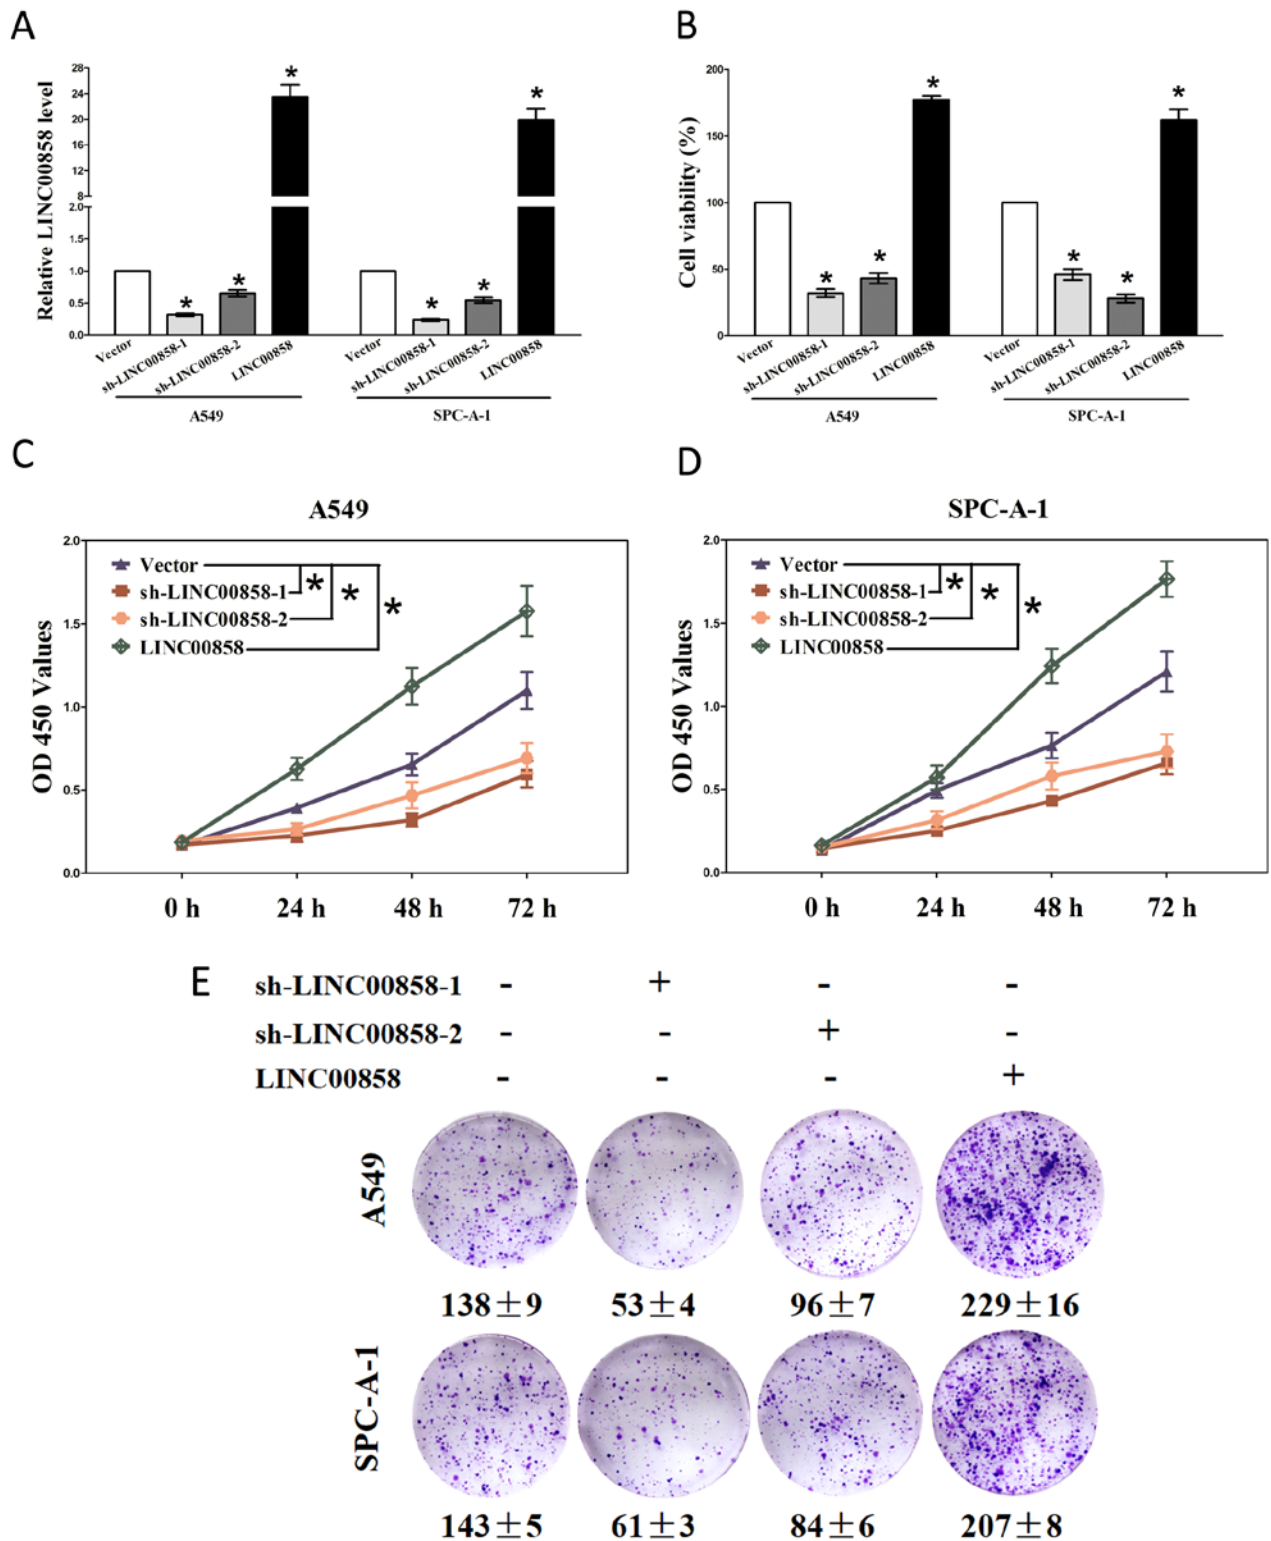 A
B
Relative LINC00858 level
28
24
20
16
12
8
2.0
1.5
1.0
0.5
0.0
*
*
*
*
*
*
Vector
sh-LINC00858-1
sh-LINC00858-2
LINC00858
Vector
sh-LINC00858-1
sh-LINC00858-2
LINC00858
A549
SPC-A-1
Cell viability (%)
200
150
100
50
0
*
*
*
*
*
*
Vector
sh-LINC00858-1
sh-LINC00858-2
LINC00858
Vector
sh-LINC00858-1
sh-LINC00858-2
LINC00858
A549
SPC-A-1
C
A549
OD 450 Values
2.0
1.5
1.0
0.5
0.0
Vector
sh-LINC00858-1 *
sh-LINC00858-2 *
LINC00858 *
0 h 24 h 48 h 72 h
D
SPC-A-1
OD 450 Values
2.0
1.5
1.0
0.5
0.0
Vector
sh-LINC00858-1 *
sh-LINC00858-2 *
LINC00858 *
0 h 24 h 48 h 72 h
E
sh-LINC00858-1 - + - -
sh-LINC00858-2 - - + -
LINC00858 - - - +
A549
138±9 53±4 96±7 229±16
SPC-A-1
143±5 61±3 84±6 207±8